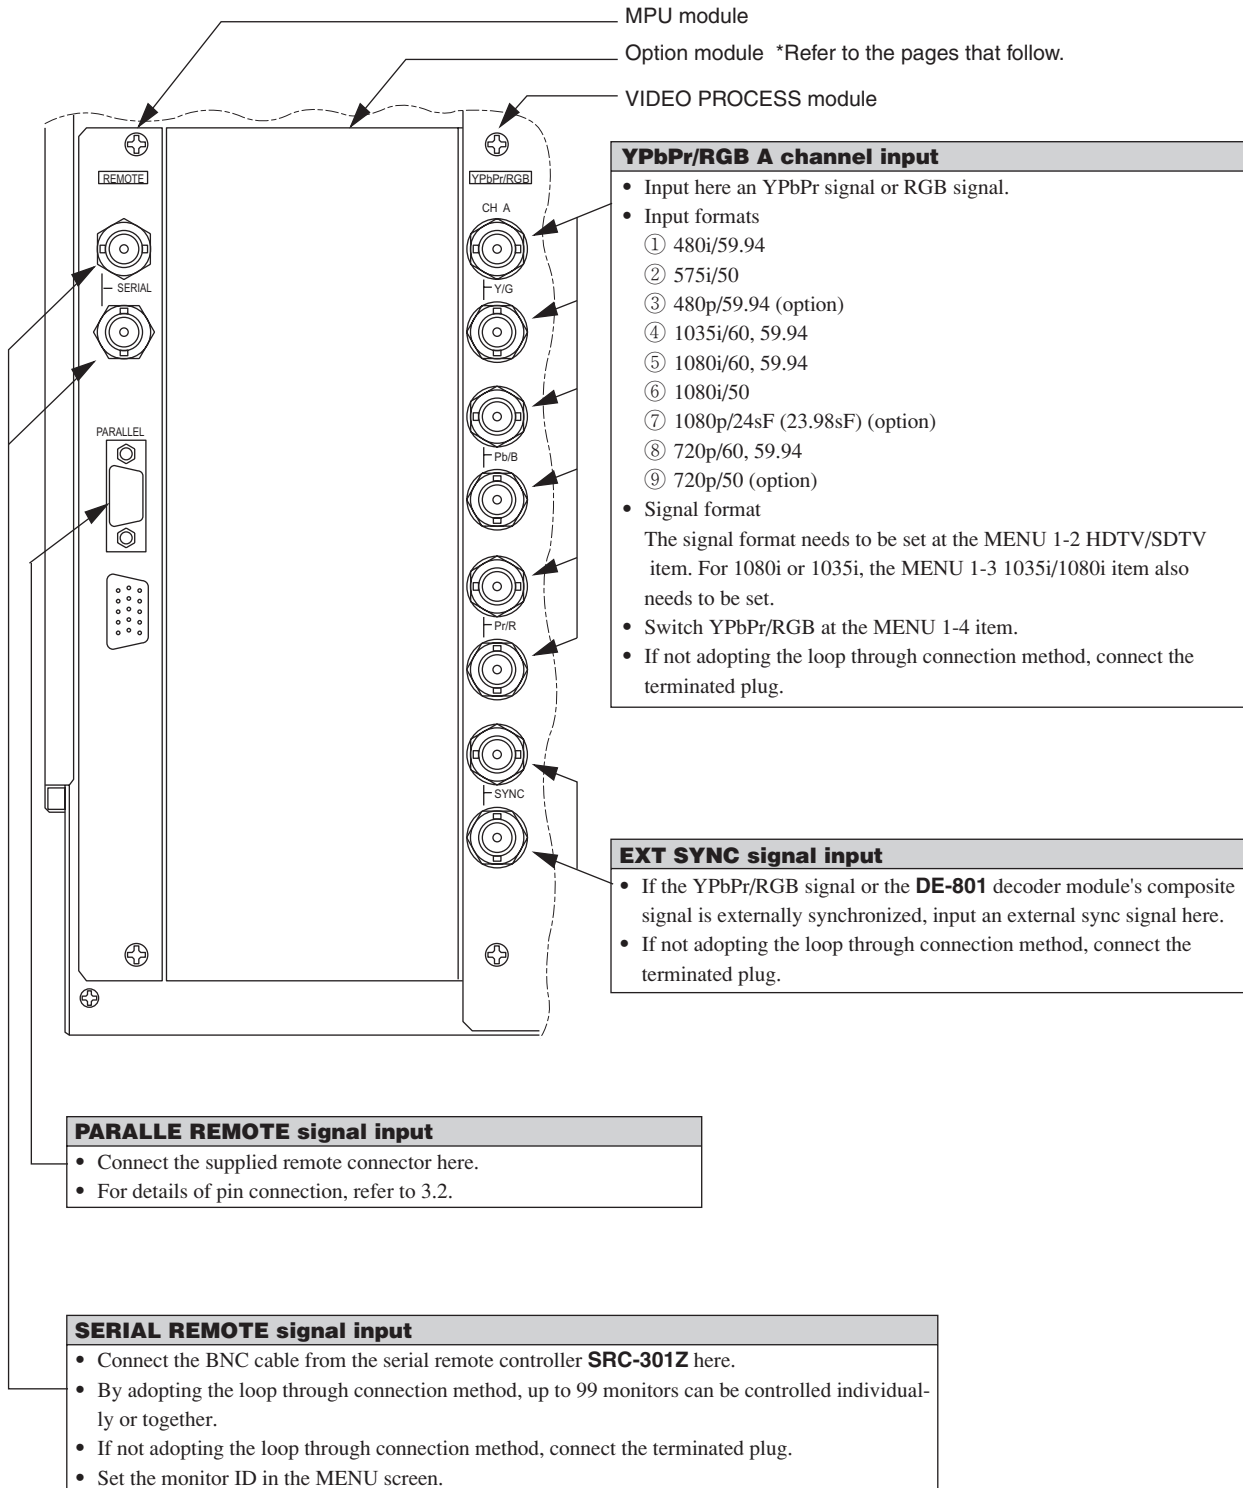 MPU module
Option module *Refer to the pages that follow.
VIDEO PROCESS module
REMOTE
SERIAL
PARALLEL
YPbPr/RGB
CH A
Y/G
Pb/B
Pr/R
SYNC
YPbPr/RGB A channel input
• Input here an YPbPr signal or RGB signal.
• Input formats
① 480i/59.94
② 575i/50
③ 480p/59.94 (option)
④ 1035i/60, 59.94
⑤ 1080i/60, 59.94
⑥ 1080i/50
⑦ 1080p/24sF (23.98sF) (option)
⑧ 720p/60, 59.94
⑨ 720p/50 (option)
• Signal format
The signal format needs to be set at the MENU 1-2 HDTV/SDTV
item. For 1080i or 1035i, the MENU 1-3 1035i/1080i item also
needs to be set.
• Switch YPbPr/RGB at the MENU 1-4 item.
• If not adopting the loop through connection method, connect the
terminated plug.
EXT SYNC signal input
• If the YPbPr/RGB signal or the DE-801 decoder module's composite
signal is externally synchronized, input an external sync signal here.
• If not adopting the loop through connection method, connect the
terminated plug.
PARALLE REMOTE signal input
• Connect the supplied remote connector here.
• For details of pin connection, refer to 3.2.
SERIAL REMOTE signal input
• Connect the BNC cable from the serial remote controller SRC-301Z here.
• By adopting the loop through connection method, up to 99 monitors can be controlled individual-
ly or together.
• If not adopting the loop through connection method, connect the terminated plug.
• Set the monitor ID in the MENU screen.